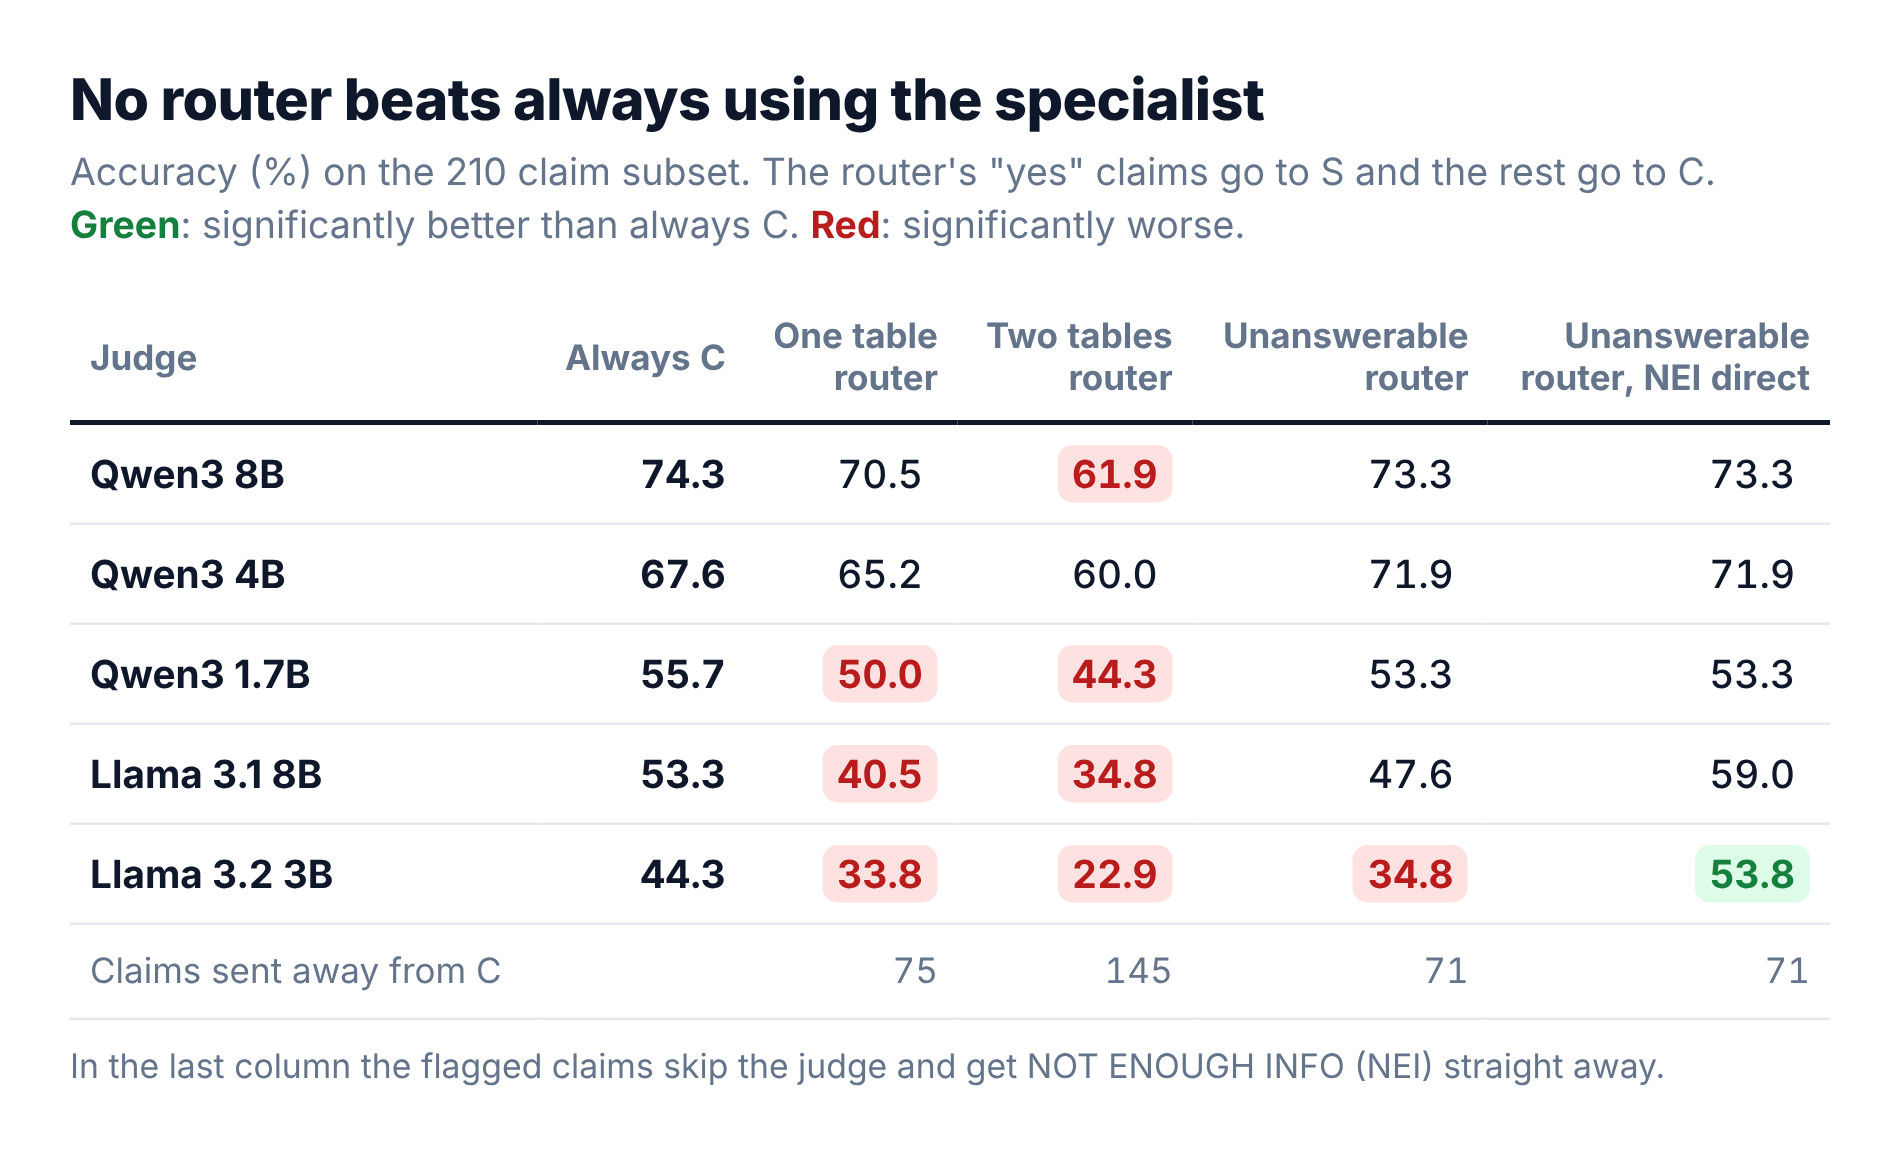 No router beats always using the specialist
Accuracy (%) on the 210 claim subset. The router's "yes" claims go to S and the rest go to C.
Green: significantly better than always C. Red: significantly worse.
Judge Always C One table router Two tables router Unanswerable router Unanswerable router, NEI direct
Qwen3 8B 74.3 70.5 61.9 73.3 73.3
Qwen3 4B 67.6 65.2 60.0 71.9 71.9
Qwen3 1.7B 55.7 50.0 44.3 53.3 53.3
Llama 3.1 8B 53.3 40.5 34.8 47.6 59.0
Llama 3.2 3B 44.3 33.8 22.9 34.8 53.8
Claims sent away from C 75 145 71 71
In the last column the flagged claims skip the judge and get NOT ENOUGH INFO (NEI) straight away.